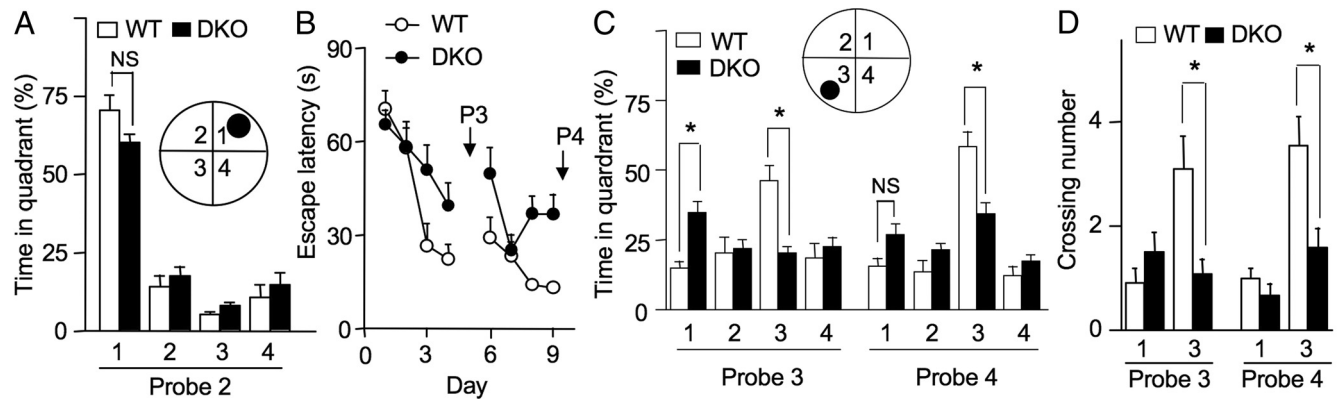 A
WT DKO
NS
Time in quadrant (%)
75
50
25
0
2 1
3 4
1 2 3 4
Probe 2
B
WT
DKO
Escape latency (s)
90
60
30
0
P3
P4
0 3 6 9
Day
C
WT
DKO
Time in quardrant (%)
75
50
25
0
2 1
3 4
*
*
NS
*
1 2 3 4 1 2 3 4
Probe 3 Probe 4
D
WT DKO
Crossing number
4
2
0
*
*
1 3 1 3
Probe 3 Probe 4